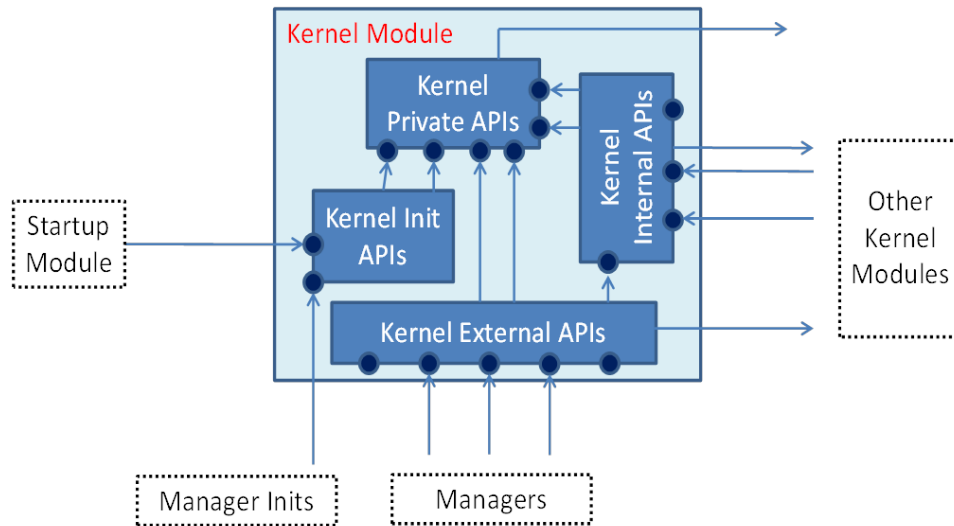 Kernel Module
Kernel
Private APIs
Kernel
Internal APIs
Kernel Init
APIs
Startup
Module
Other
Kernel
Modules
Kernel External APIs
Manager Inits
Managers